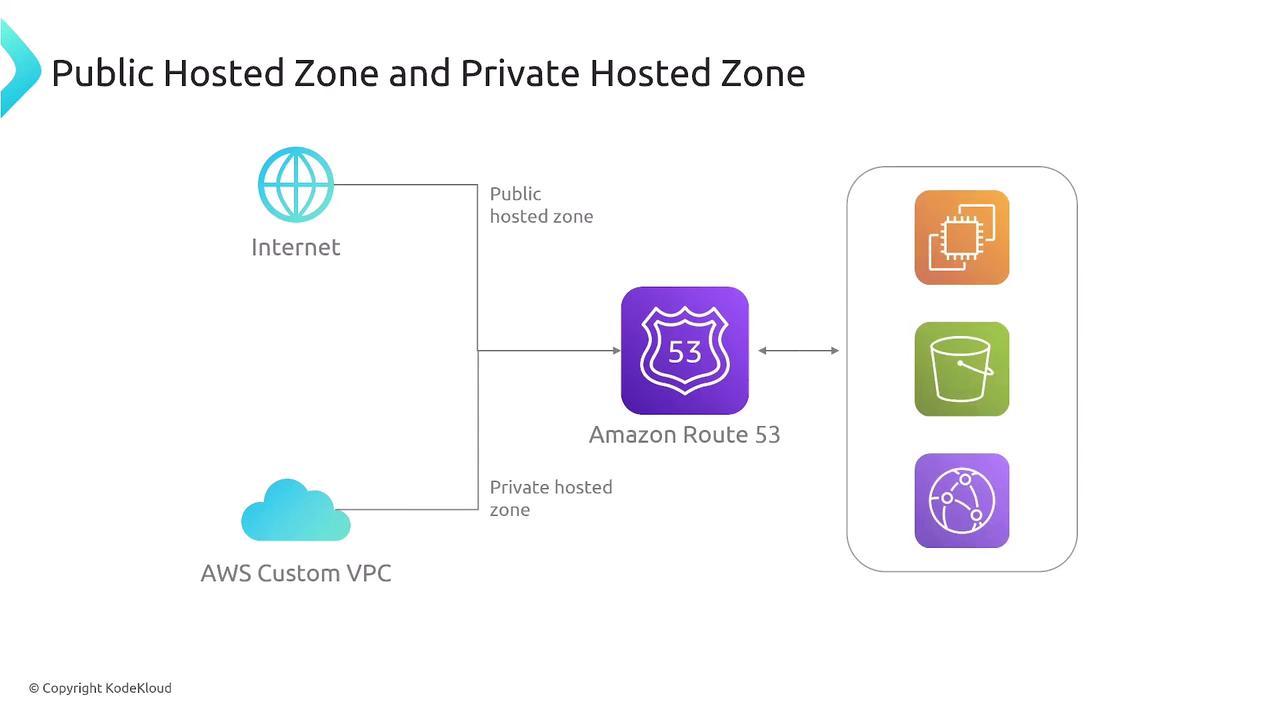 Public Hosted Zone and Private Hosted Zone
Internet
Public
hosted zone
53
Amazon Route 53
Private hosted
zone
AWS Custom VPC
© Copyright KodeKloud